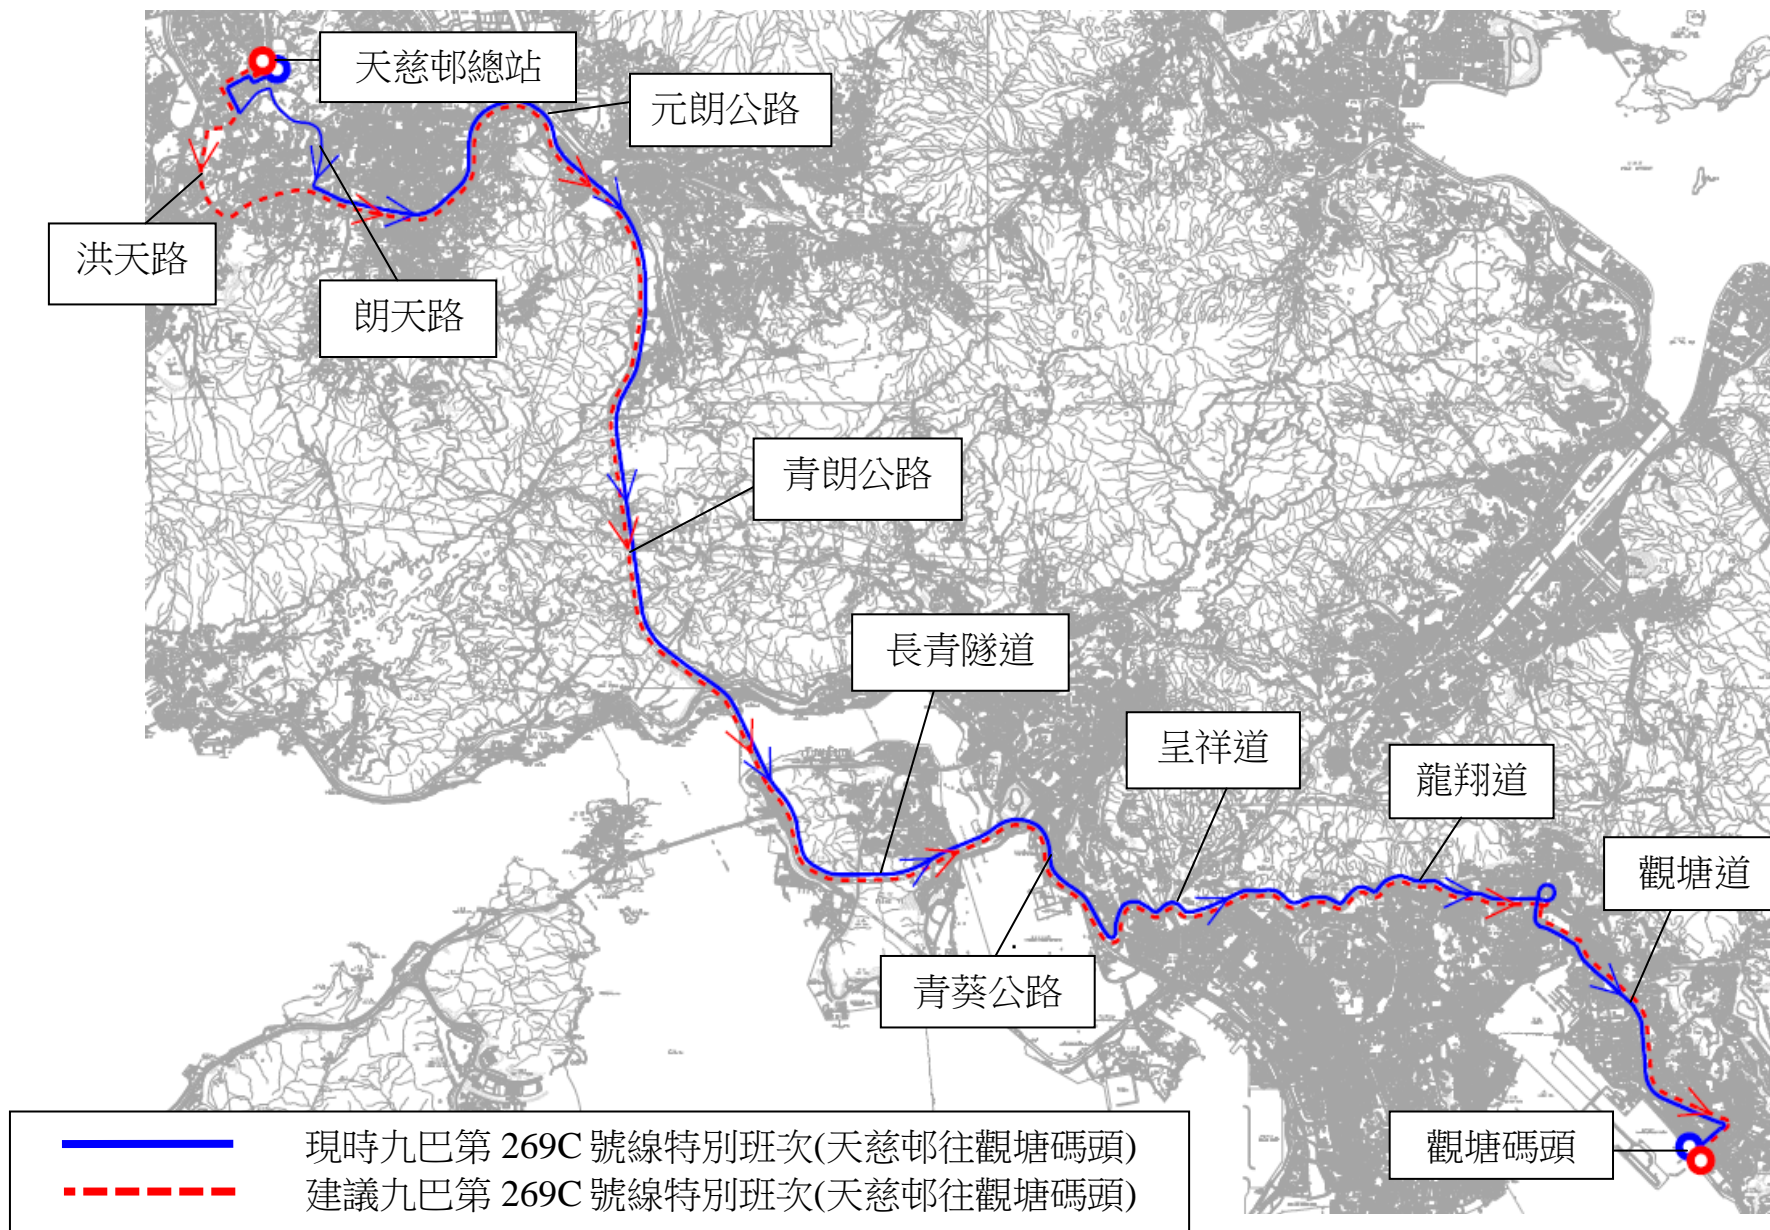 天慈邨總站
元朗公路
洪天路
朗天路
青朗公路
長青隧道
呈祥道
龍翔道
觀塘道
青葵公路
觀塘碼頭
現時九巴第 269C 號線特別班次(天慈邨往觀塘碼頭)
建議九巴第 269C 號線特別班次(天慈邨往觀塘碼頭)